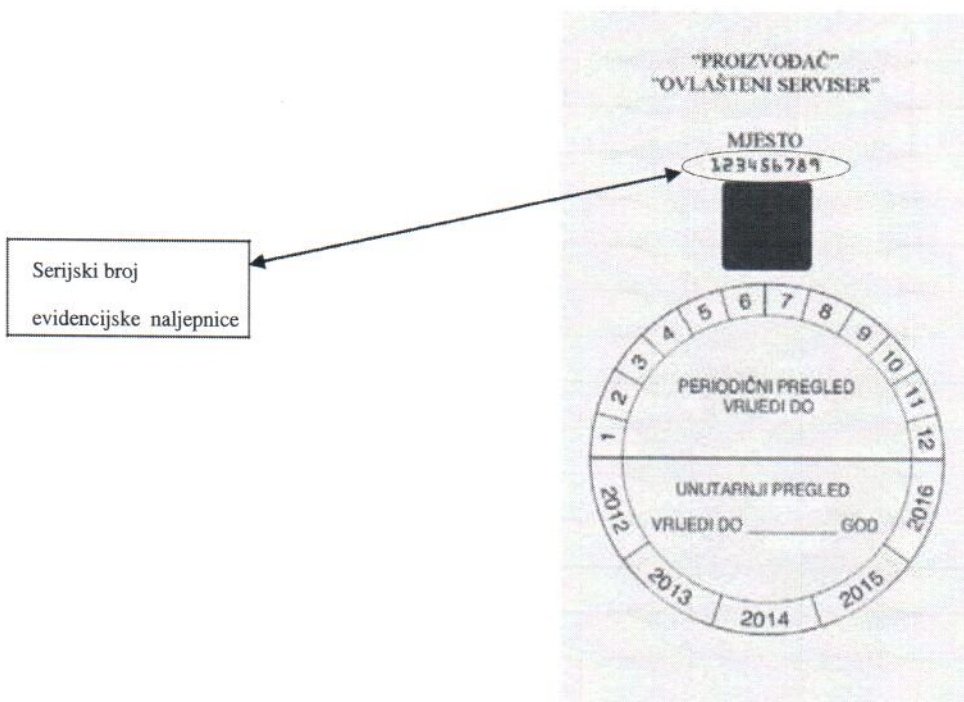 "PROIZVOĐAČ"
"OVLAŠTENI SERVISER"
MJESTO
123456789
Serijski broj
evidencijske naljepnice
1 2 3 4 5 6 7 8 9 10 11 12
PERIODIČNI PREGLED
VRIJEDI DO
UNUTARNJI PREGLED
VRIJEDI DO ________ GOD
2012 2013 2014 2015 2016